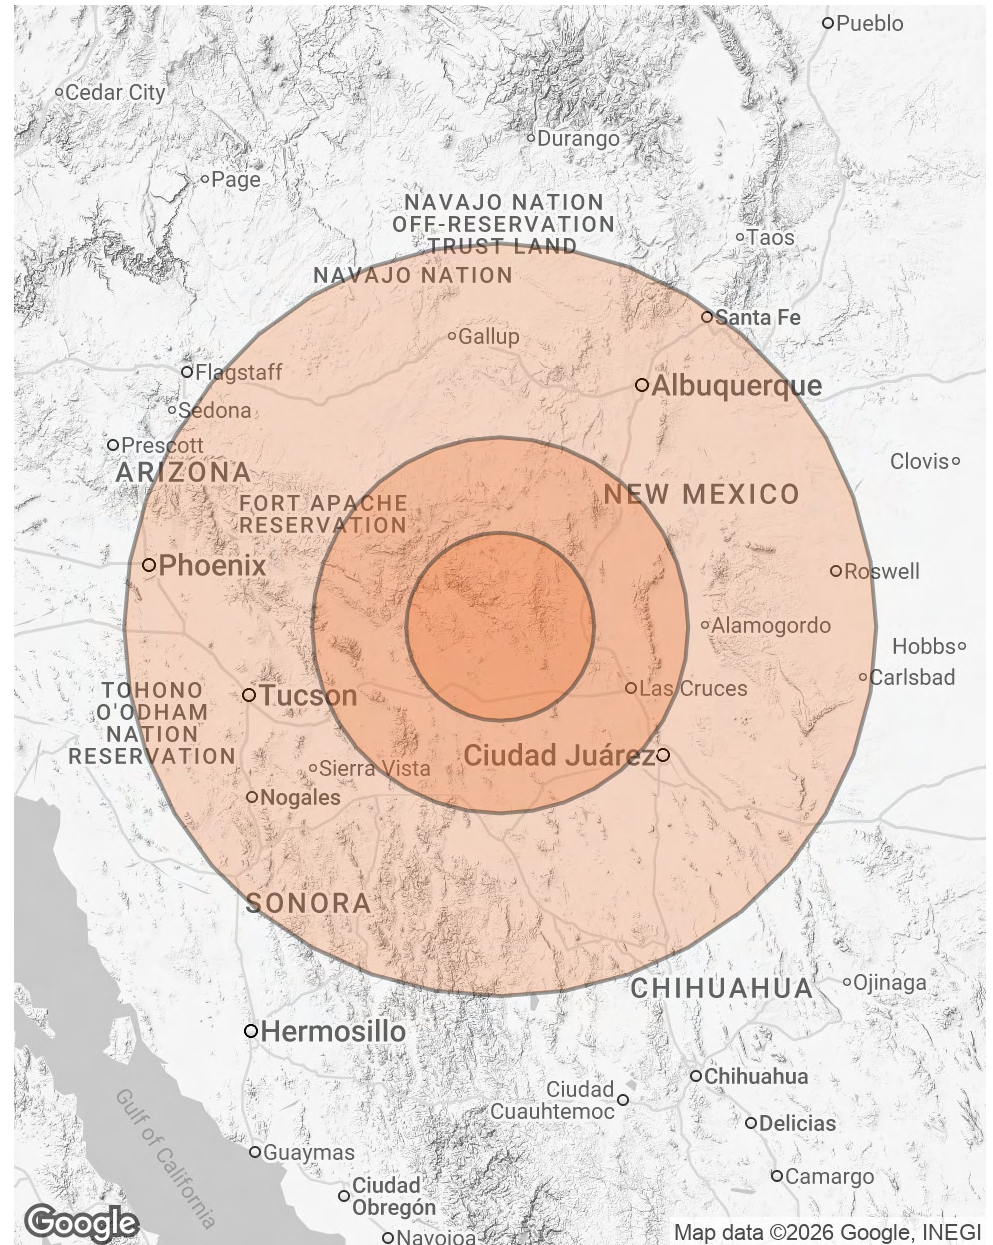 Pueblo
Cedar City
Durango
Page
NAVAJO NATION
OFF-RESERVATION
TRUST LAND
Taos
NAVAJO NATION
Santa Fe
Gallup
Flagstaff
Albuquerque
Sedona
Prescott
ARIZONA
Clovis
NEW MEXICO
FORT APACHE
RESERVATION
Phoenix
Roswell
Alamogordo
Hobbs
Carlsbad
Las Cruces
TOHONO
O'ODHAM
NATION
RESERVATION
Tucson
Ciudad Juárez
Sierra Vista
Nogales
SONORA
Ojinaga
CHIHUAHUA
Hermosillo
Chihuahua
Ciudad
Cuauhtemoc
Delicias
Gulf of California
Guaymas
Camargo
Ciudad
Obregón
Google
Navojoa
Map data ©2026 Google, INEGI